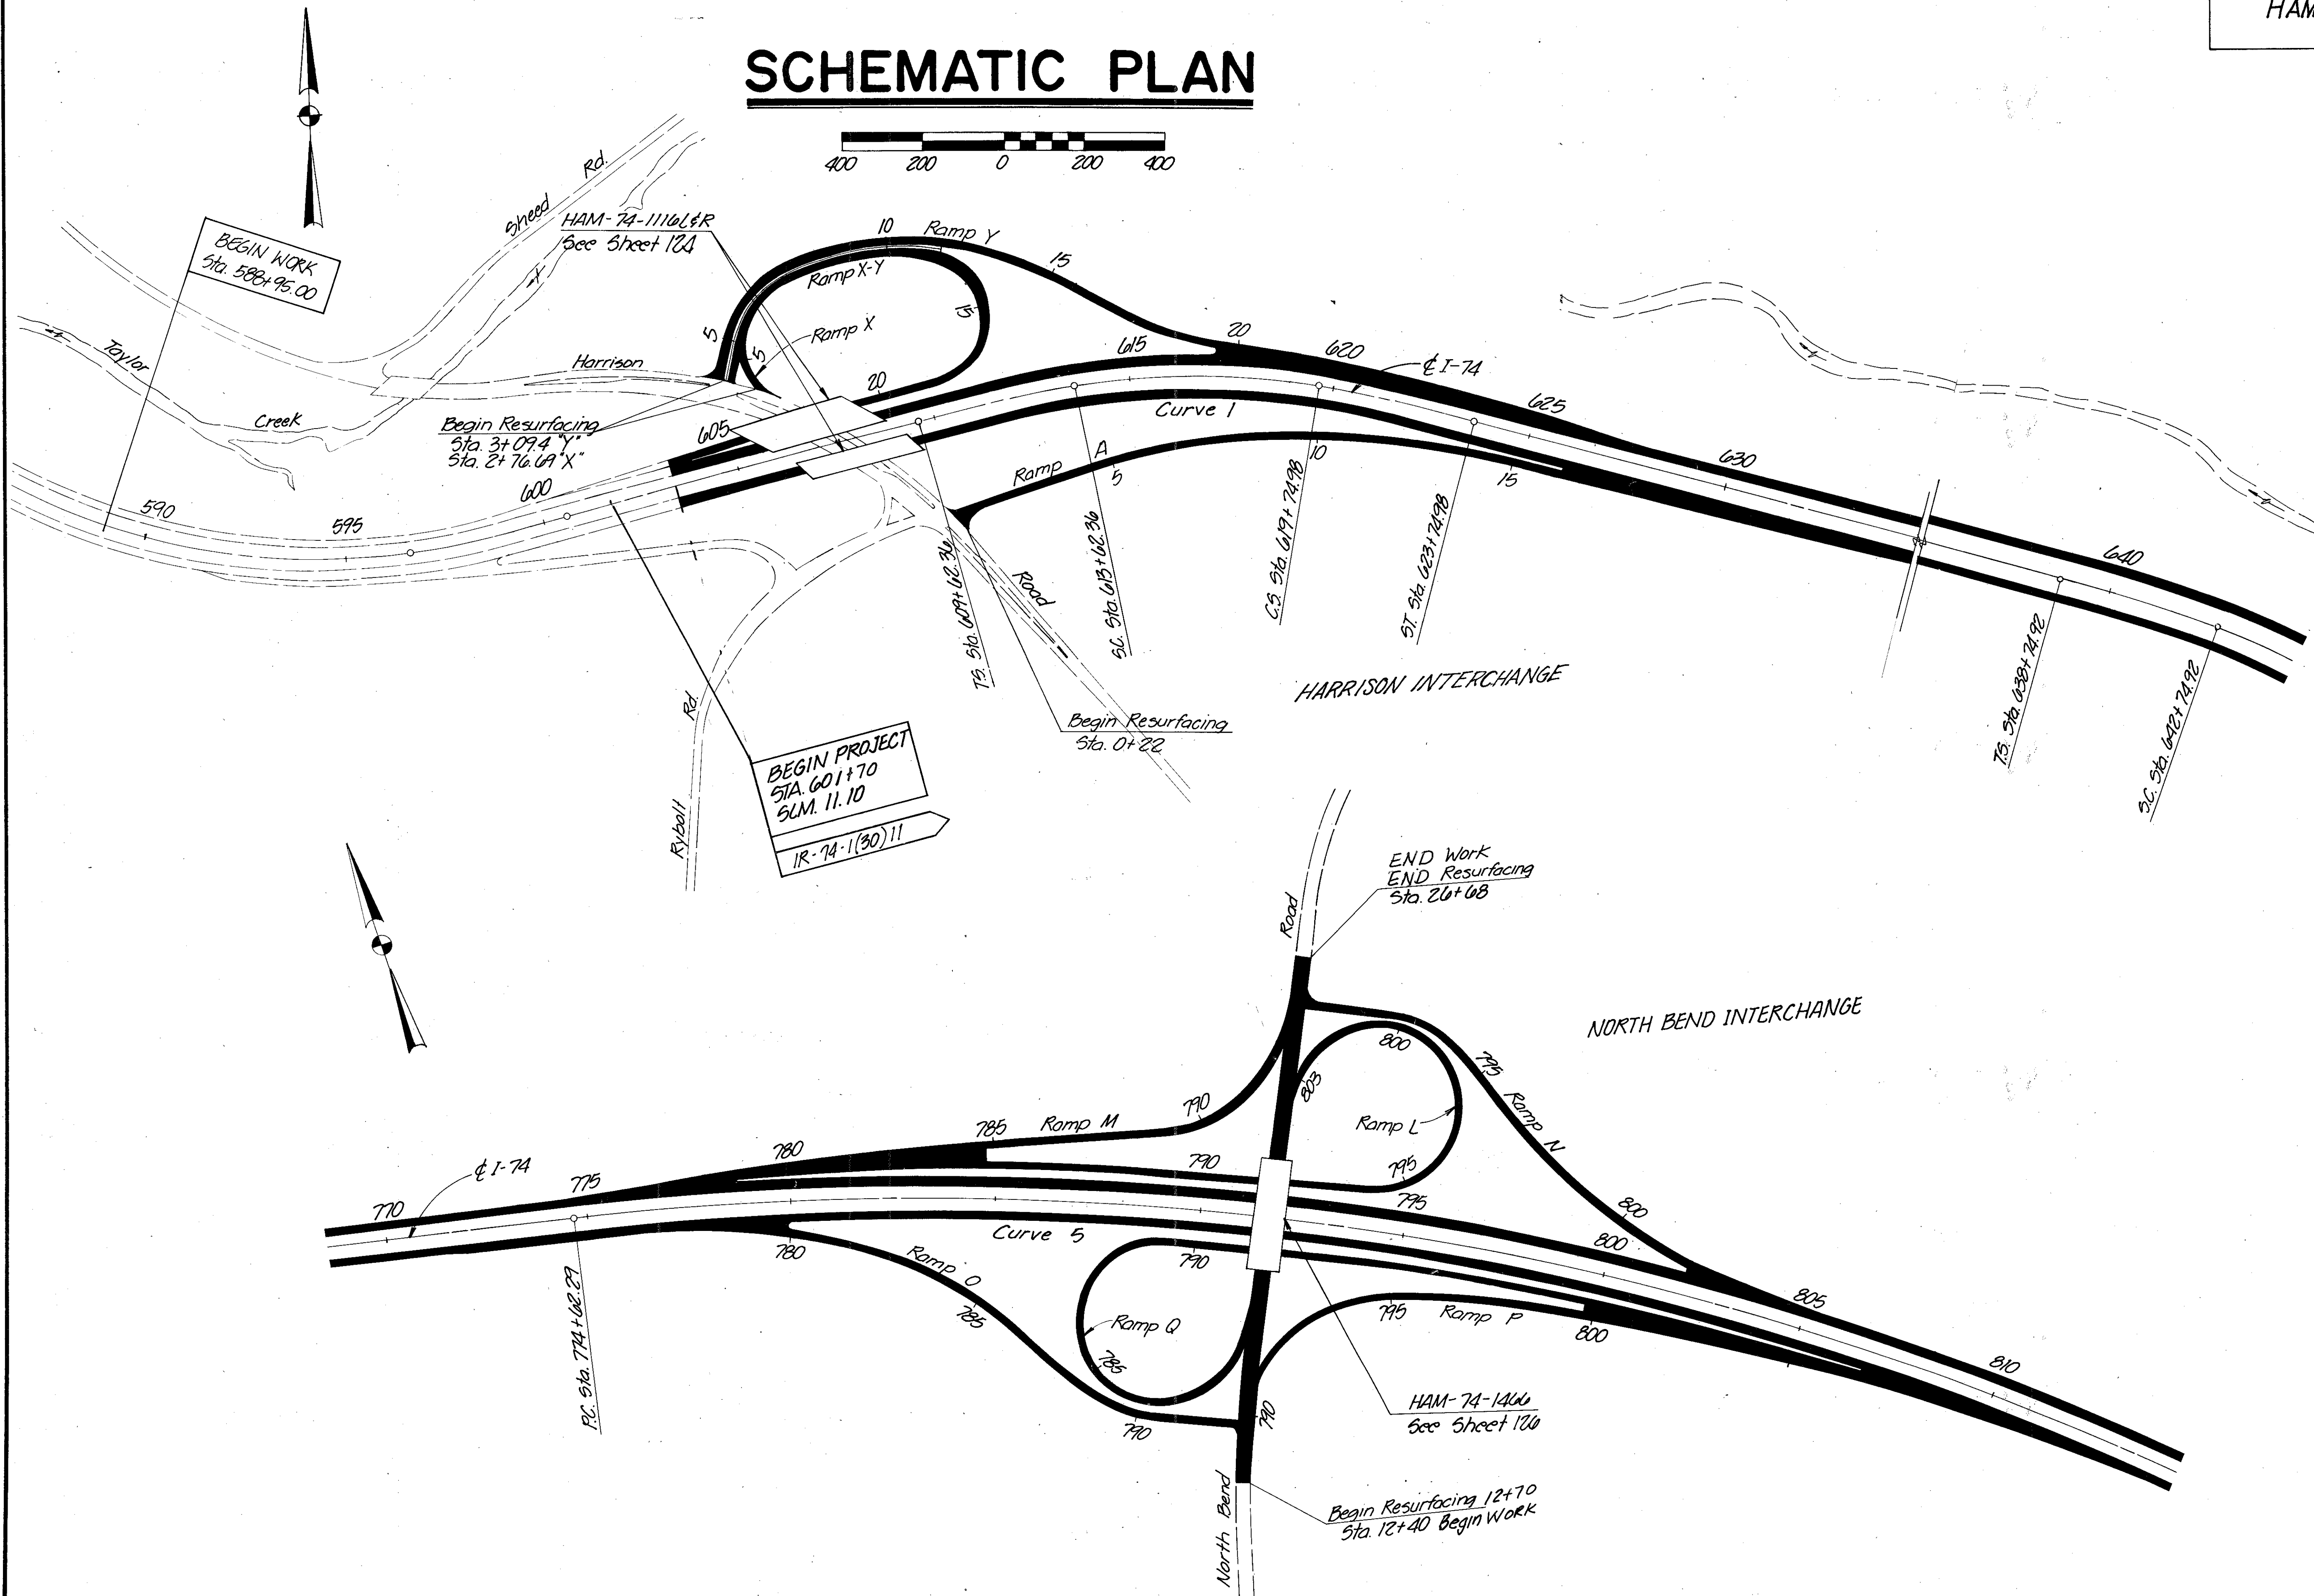 HAM
SCHEMATIC PLAN
400 200 0 200 400
BEGIN WORK
Sta. 588+95.00
Sheed Rd.
HAM-74-1116L&R
See Sheet 124
10
Ramp Y
15
Ramp X-Y
5
5
Ramp X
15
20
20
Taylor
Creek
Harrison
Begin Resurfacing
Sta. 3+09.4 "Y"
Sta. 2+76.69 "X"
590
595
600
605
615
620
℄ I-74
625
630
640
Curve 1
Ramp A
5
10
15
Road
T.S. Sta. 609+62.36
S.C. Sta. 613+62.36
C.S. Sta. 619+74.98
S.T. Sta. 623+74.98
T.S. Sta. 638+74.92
S.C. Sta. 642+74.92
HARRISON INTERCHANGE
Begin Resurfacing
Sta. 0+22
Rybolt Rd.
BEGIN PROJECT
STA. 601+70
SLM. 11.10
IR-74-1(30)11
END Work
END Resurfacing
Sta. 26+68
Road
NORTH BEND INTERCHANGE
800
803
795
Ramp N
Ramp L
795
790
Ramp M
785
780
790
℄ I-74
775
770
795
800
800
805
810
Curve 5
780
Ramp O
785
790
Ramp Q
785
790
795
Ramp P
800
790
P.C. Sta. 774+62.29
HAM-74-1466
See Sheet 126
North Bend
Begin Resurfacing 12+70
Sta. 12+40 Begin Work